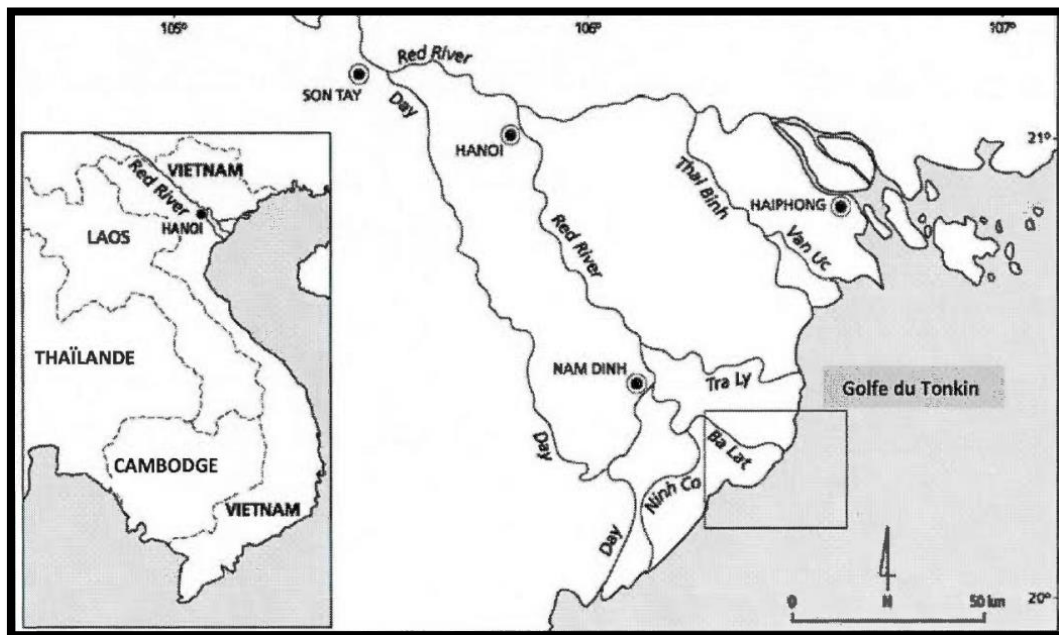 105°
106°
107°
Red River
SON TAY
Day
HANOI
21°
Thai Binh
HAIPHONG
Van Uc
Red River
NAM DINH
Tra Ly
Golfe du Tonkin
Day
Ba Lat
Ninh Co
Day
N
20°
0
50 km
VIETNAM
Red River
HANOI
LAOS
THAÏLANDE
CAMBODGE
VIETNAM